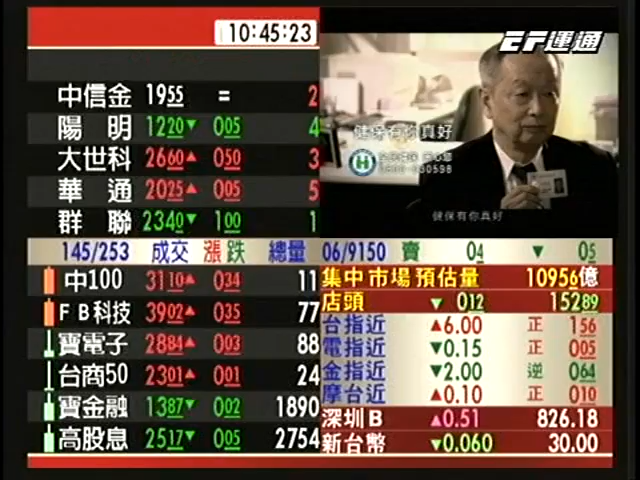 10:45:23
EF運通
中信金 1955 = 2
陽明 1220▼ 005 4
大世科 2660▲ 050 3
華通 2025▲ 005 5
群聯 2340▼ 100 1
健保有你真好
0800-030598
健保有你真好
145/253 成交 漲跌 總量 06/9150 賣 04 ▼ 05
中100 3110▲ 034 11
FB科技 3902▲ 035 77
寶電子 2884▲ 003 88
台商50 2301▲ 001 24
寶金融 1387▼ 002 1890
高股息 2517▼ 005 2754
集中市場預估量 10956億
店頭 ▼ 012 15289
台指近 ▲6.00 正 156
電指近 ▼0.15 正 005
金指近 ▼2.00 逆 064
摩台近 ▲0.10 正 010
深圳B ▲0.51 826.18
新台幣 ▼0.060 30.00